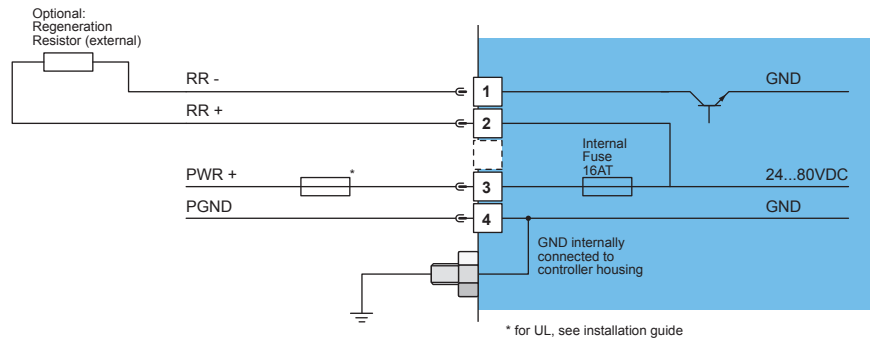 Optional:
Regeneration
Resistor (external)
RR -
1
GND
RR +
2
Internal
Fuse
16AT
PWR +
*
3
24...80VDC
PGND
4
GND
GND internally
connected to
controller housing
* for UL, see installation guide